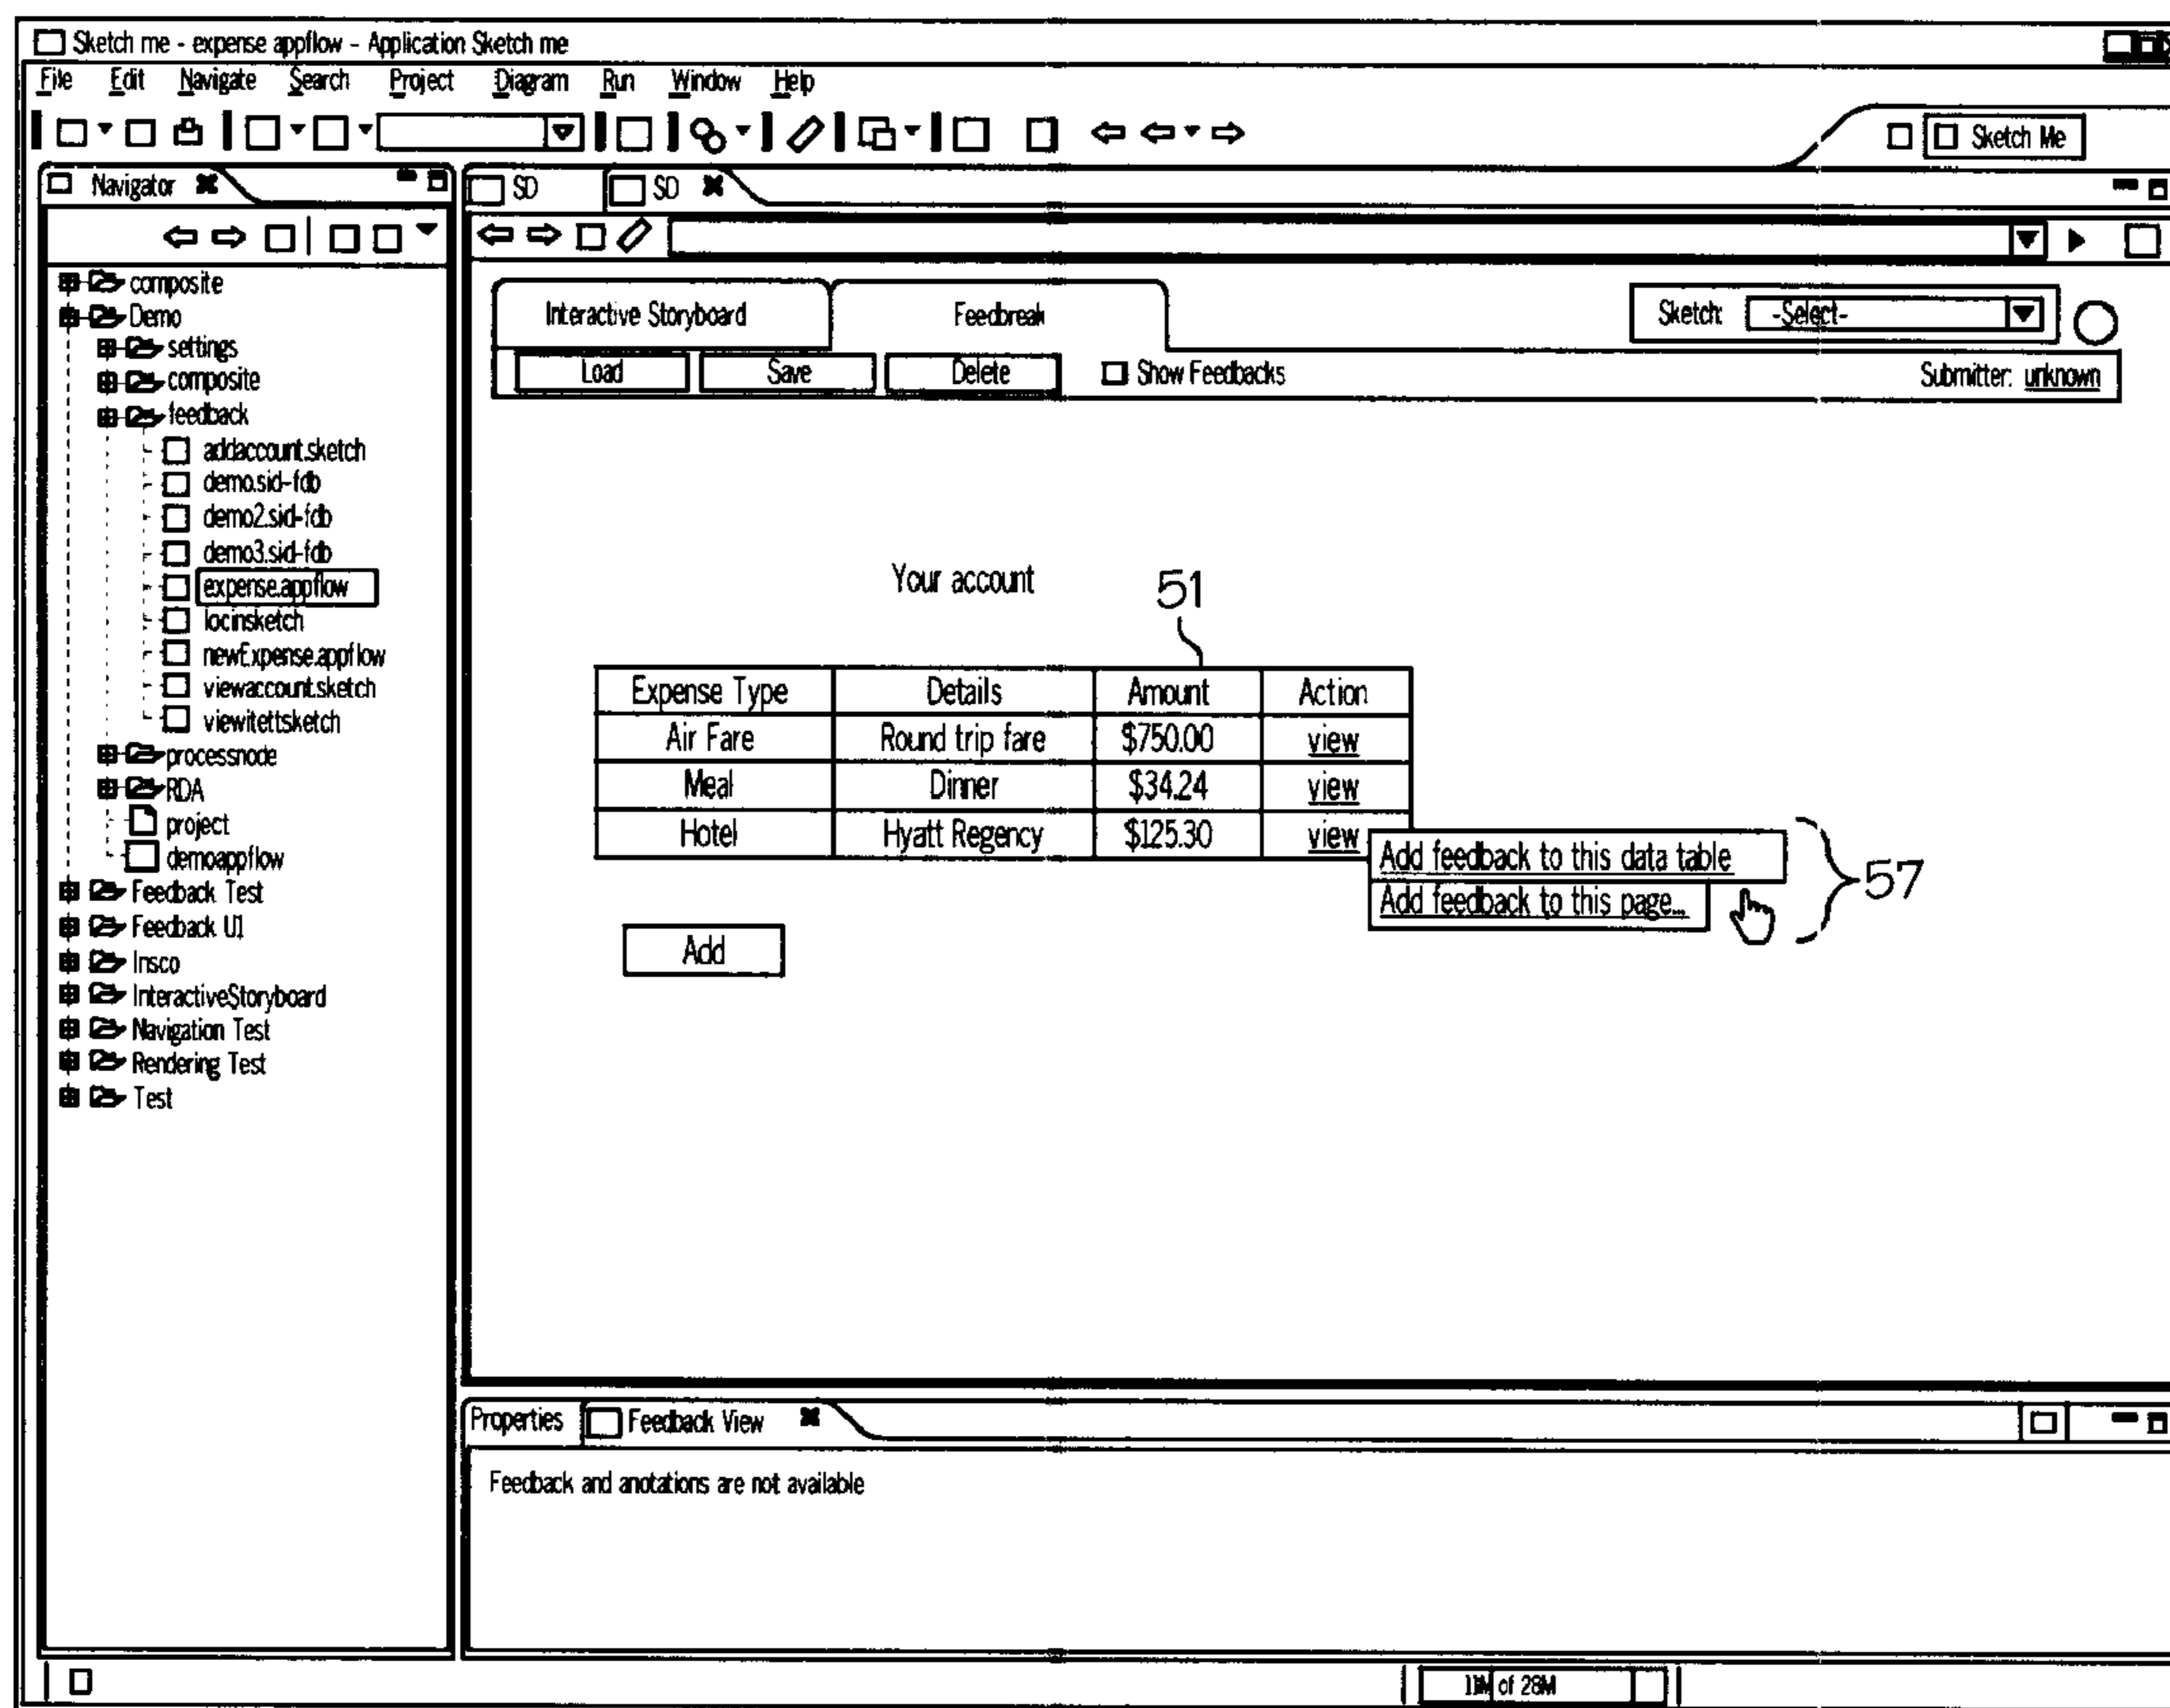 Sketch me - expense appflow - Application Sketch me
File Edit Navigate Search Project Diagram Run Window Help
Sketch Me
Navigator
SD SD
composite
Demo
settings
composite
feedback
addaccount.sketch
demo.sid-fdb
demo2.sid-fdb
demo3.sid-fdb
expense.appflow
locinsketch
newExpense.appflow
viewaccount.sketch
viewitettsketch
processnode
RDA
project
demoappflow
Feedback Test
Feedback UI
Insco
InteractiveStoryboard
Navigation Test
Rendering Test
Test
Interactive Storyboard Feedbreak Sketch: -Select-
Load Save Delete Show Feedbacks Submitter: unknown
Your account 51
Expense Type Details Amount Action
Air Fare Round trip fare $750.00 view
Meal Dinner $34.24 view
Hotel Hyatt Regency $125.30 view
Add feedback to this data table
Add feedback to this page...
57
Add
Properties Feedback View
Feedback and anotations are not available
of 28M